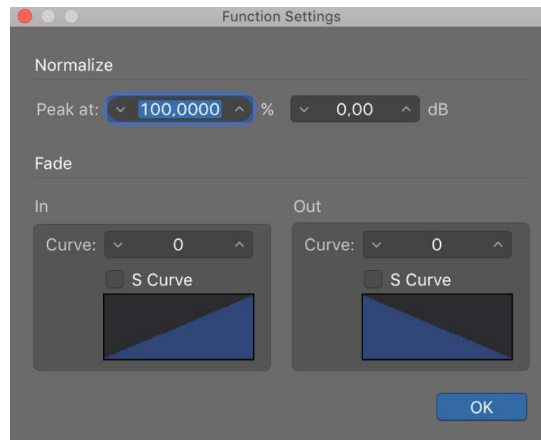 Function Settings
Normalize
Peak at: 100,0000 % 0,00 dB
Fade
In Out
Curve: 0 Curve: 0
S Curve S Curve
OK